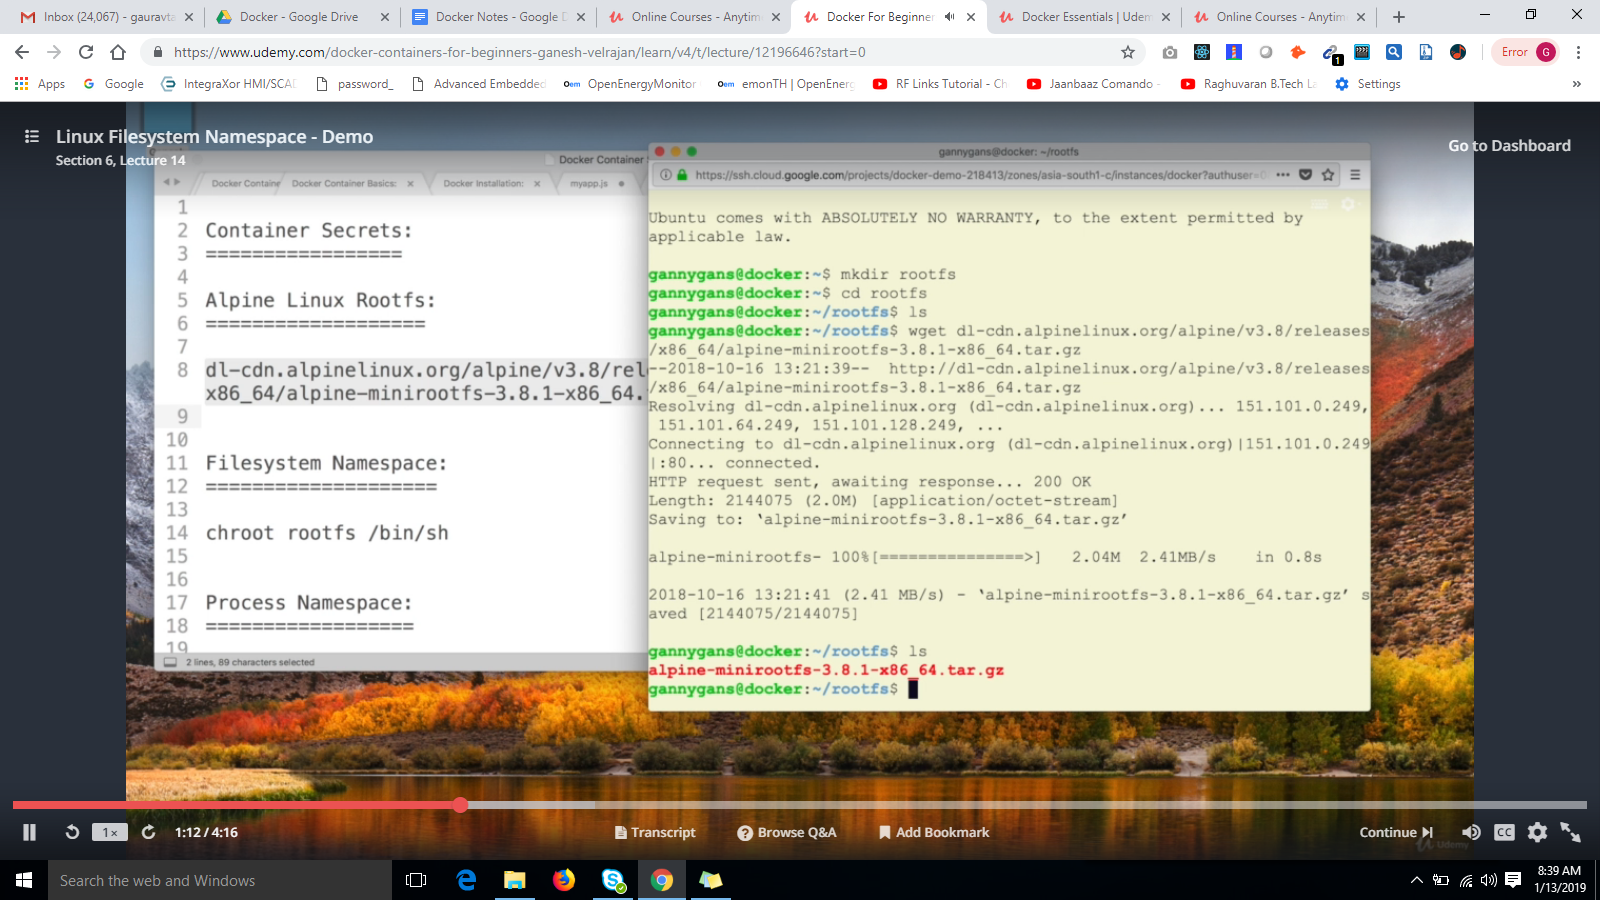 Inbox (24,067) - gauravta
Docker - Google Drive
Docker Notes - Google D
Online Courses - Anytim
Docker For Beginner
Docker Essentials | Udem
Online Courses - Anytim
https://www.udemy.com/docker-containers-for-beginners-ganesh-velrajan/learn/v4/t/lecture/12196646?start=0
1
Error G
Apps
Google
IntegraXor HMI/SCAD
password_
Advanced Embedded
OpenEnergyMonitor
emonTH | OpenEnerg
RF Links Tutorial - Ch
Jaanbaaz Comando -
Raghuvaran B.Tech La
Settings
»
Linux Filesystem Namespace - Demo
Section 6, Lecture 14
Go to Dashboard
Docker Container
Docker Containe
Docker Container Basics:
Docker Installation:
myapp.js
1
2 Container Secrets:
3 =================
4
5 Alpine Linux Rootfs:
6 ===================
7
8 dl-cdn.alpinelinux.org/alpine/v3.8/rele
x86_64/alpine-minirootfs-3.8.1-x86_64.
9
10
11 Filesystem Namespace:
12 ====================
13
14 chroot rootfs /bin/sh
15
16
17 Process Namespace:
18 ==================
19
2 lines, 89 characters selected
gannygans@docker: ~/rootfs
https://ssh.cloud.google.com/projects/docker-demo-218413/zones/asia-south1-c/instances/docker?authuser=0
Ubuntu comes with ABSOLUTELY NO WARRANTY, to the extent permitted by
applicable law.
gannygans@docker:~$ mkdir rootfs
gannygans@docker:~$ cd rootfs
gannygans@docker:~/rootfs$ ls
gannygans@docker:~/rootfs$ wget dl-cdn.alpinelinux.org/alpine/v3.8/releases
/x86_64/alpine-minirootfs-3.8.1-x86_64.tar.gz
--2018-10-16 13:21:39--  http://dl-cdn.alpinelinux.org/alpine/v3.8/releases
/x86_64/alpine-minirootfs-3.8.1-x86_64.tar.gz
Resolving dl-cdn.alpinelinux.org (dl-cdn.alpinelinux.org)... 151.101.0.249,
151.101.64.249, 151.101.128.249, ...
Connecting to dl-cdn.alpinelinux.org (dl-cdn.alpinelinux.org)|151.101.0.249
|:80... connected.
HTTP request sent, awaiting response... 200 OK
Length: 2144075 (2.0M) [application/octet-stream]
Saving to: ‘alpine-minirootfs-3.8.1-x86_64.tar.gz’
alpine-minirootfs- 100%[===============>]   2.04M  2.41MB/s    in 0.8s
2018-10-16 13:21:41 (2.41 MB/s) - ‘alpine-minirootfs-3.8.1-x86_64.tar.gz’ s
aved [2144075/2144075]
gannygans@docker:~/rootfs$ ls
alpine-minirootfs-3.8.1-x86_64.tar.gz
gannygans@docker:~/rootfs$
1x
1:12 / 4:16
Transcript
Browse Q&A
Add Bookmark
Continue
CC
Udemy
Search the web and Windows
8:39 AM
1/13/2019